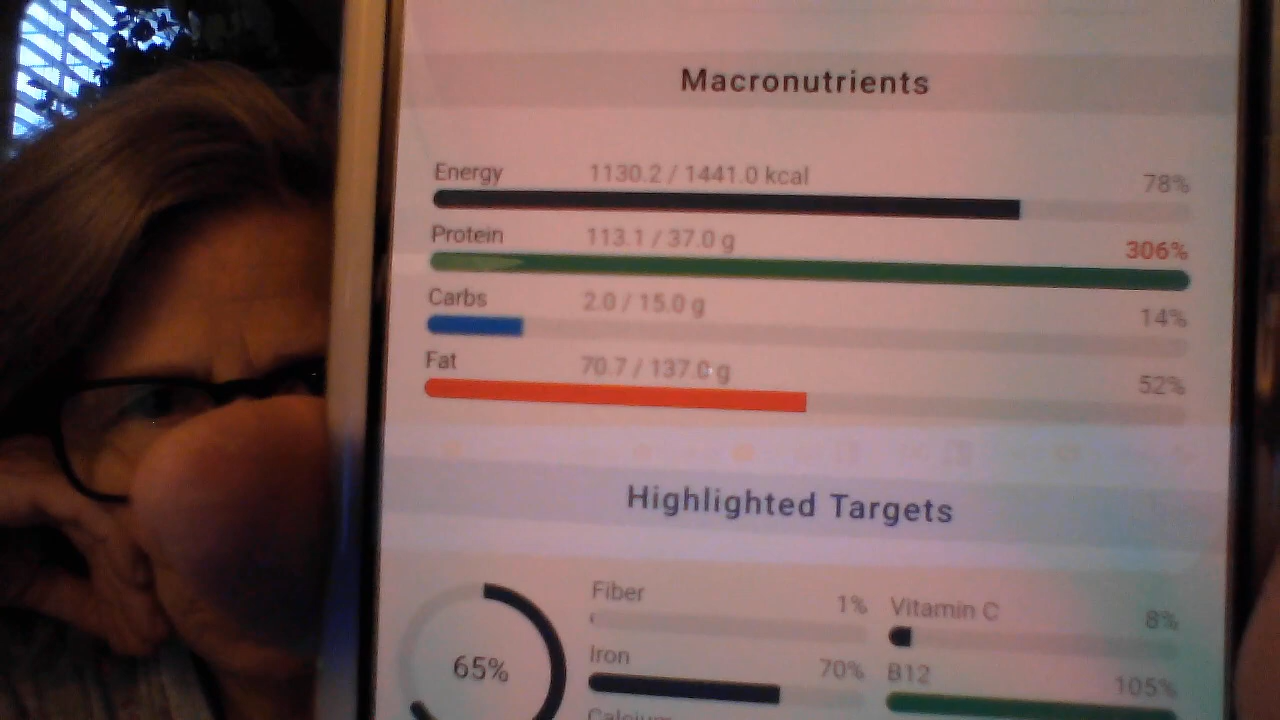 Macronutrients
Energy 1130.2 / 1441.0 kcal 78%
Protein 113.1 / 37.0 g 306%
Carbs 2.0 / 15.0 g 14%
Fat 70.7 / 137.0 g 52%
Highlighted Targets
Fiber 1% Vitamin C 8%
65% Iron 70% B12 105%
Calcium